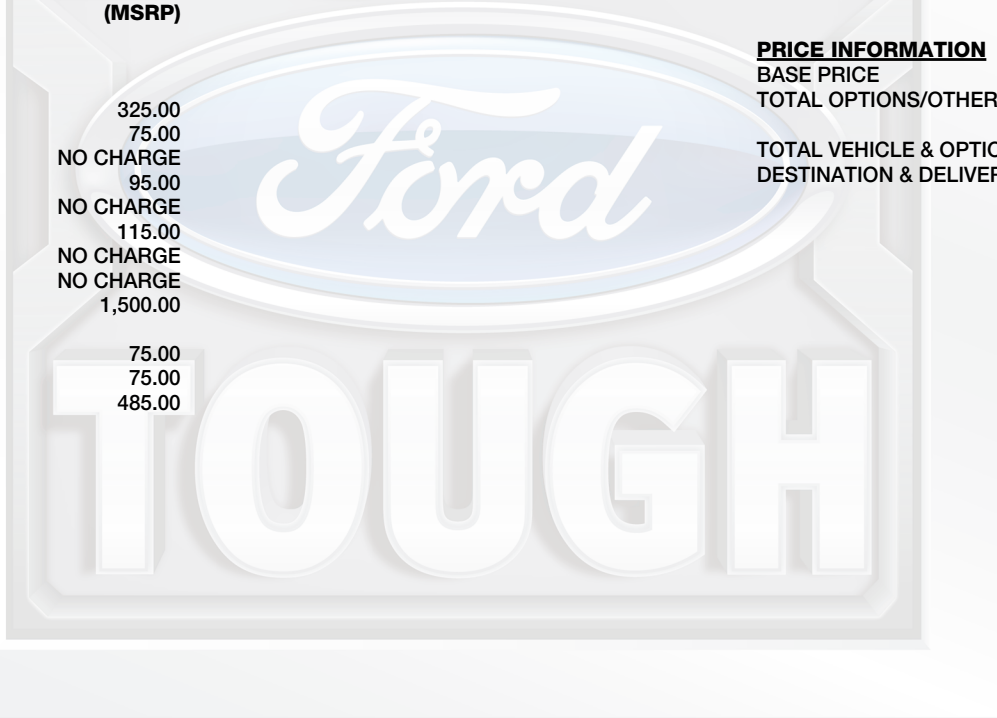 (MSRP)
325.00
75.00
NO CHARGE
95.00
NO CHARGE
115.00
NO CHARGE
NO CHARGE
1,500.00
75.00
75.00
485.00
PRICE INFORMATION
BASE PRICE
TOTAL OPTIONS/OTHER
TOTAL VEHICLE & OPTIO
DESTINATION & DELIVER
Ford
TOUGH